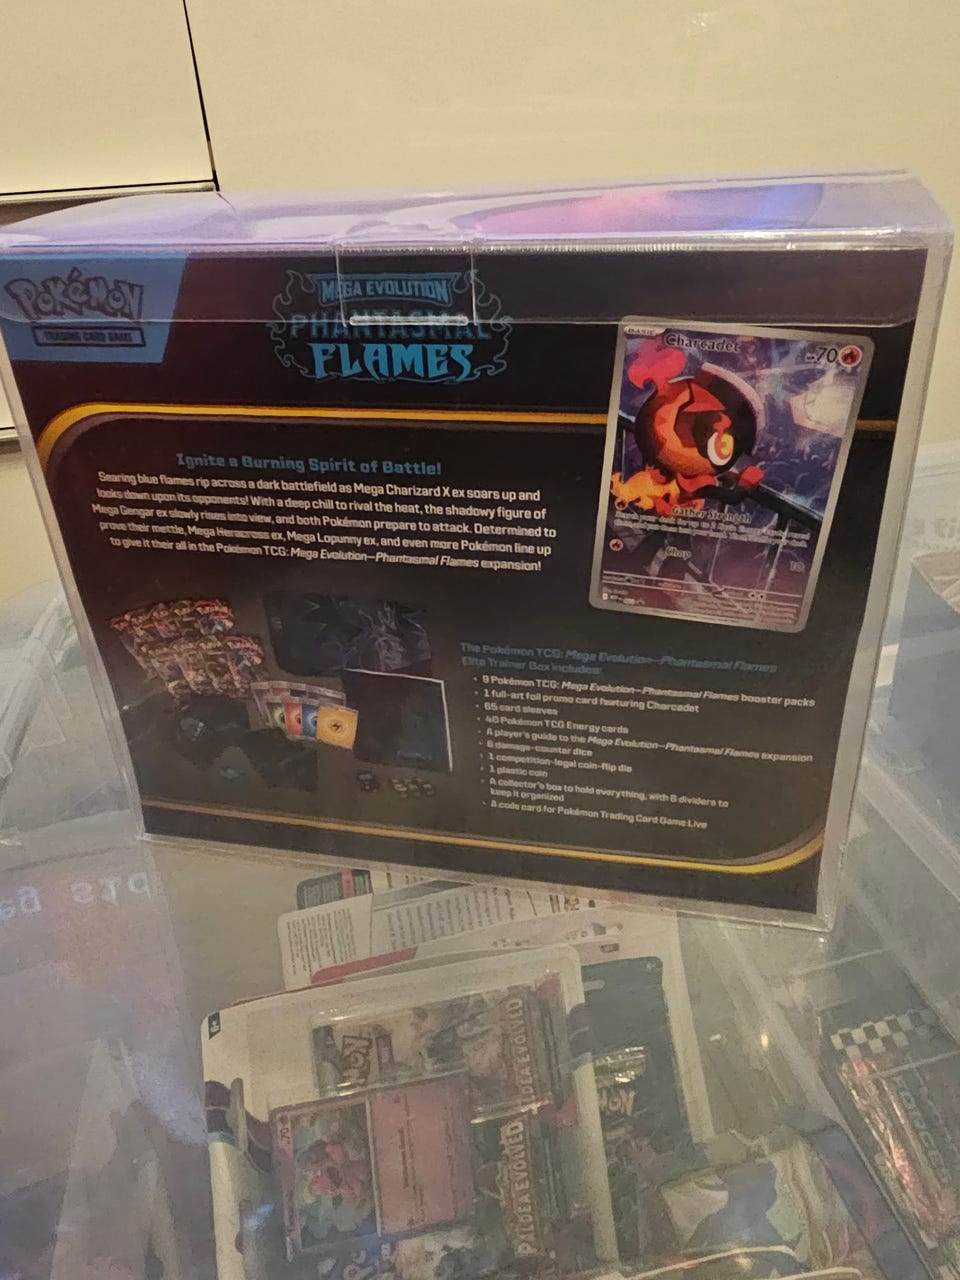 POKéMON
TRADING CARD GAME
MEGA EVOLUTION
PHANTASMAL
FLAMES
BASIC
Charcadet
HP 70
Gather Strength
Chop
10
Ignite a Burning Spirit of Battle!
Searing blue flames rip across a dark battlefield as Mega Charizard X ex soars up and
looks down upon its opponents! With a deep chill to rival the heat, the shadowy figure of
Mega Gengar ex slowly rises into view, and both Pokémon prepare to attack. Determined to
prove their mettle, Mega Heracross ex, Mega Lopunny ex, and even more Pokémon line up
to give it their all in the Pokémon TCG: Mega Evolution—Phantasmal Flames expansion!
The Pokémon TCG: Mega Evolution—Phantasmal Flames
Elite Trainer Box includes:
• 9 Pokémon TCG: Mega Evolution—Phantasmal Flames booster packs
• 1 full-art foil promo card featuring Charcadet
• 65 card sleeves
• 40 Pokémon TCG Energy cards
• A player's guide to the Mega Evolution—Phantasmal Flames expansion
• 6 damage-counter dice
• 1 competition-legal coin-flip die
• 1 plastic coin
• A collector's box to hold everything, with 6 dividers to
keep it organized
• A code card for Pokémon Trading Card Game Live
6+
PALDEA EVOLVED
PALDEA EVOLVED
70